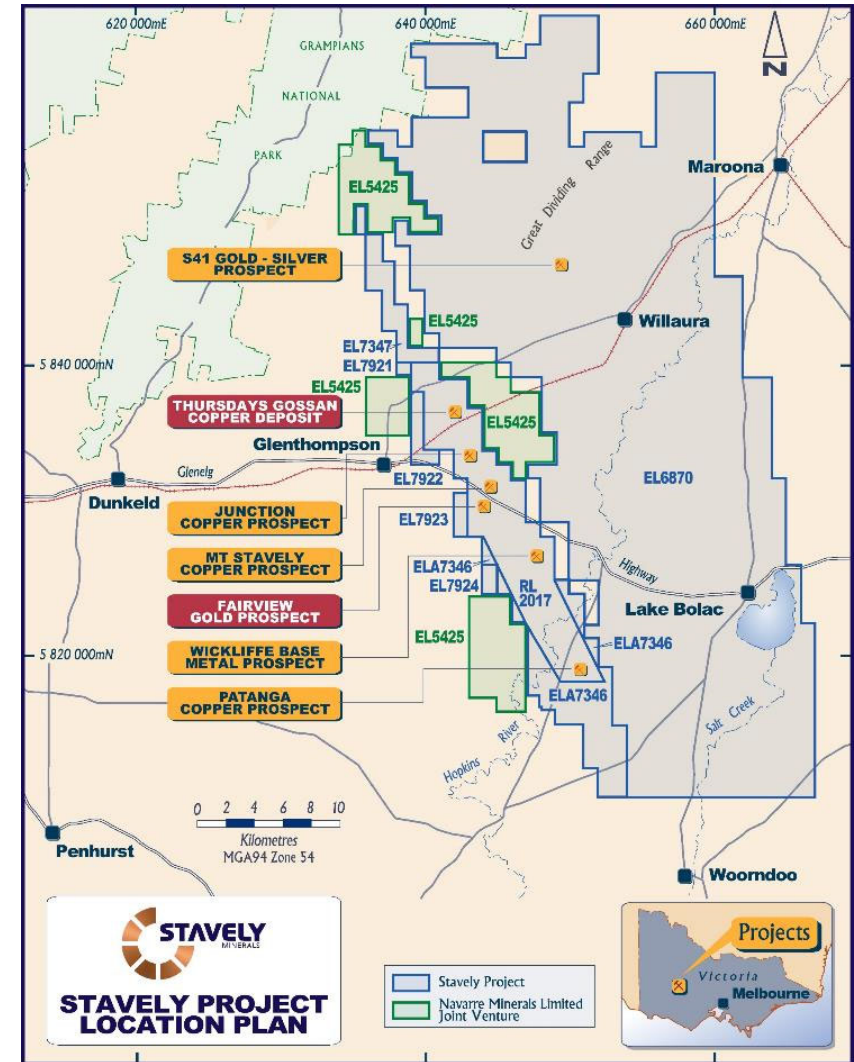 620 000mE
640 000mE
660 000mE
GRAMPIANS
NATIONAL
PARK
N
Great Dividing Range
Maroona
EL5425
S41 GOLD - SILVER
PROSPECT
EL5425
Willaura
EL7347
5 840 000mN
EL7921
EL5425
THURSDAYS GOSSAN
COPPER DEPOSIT
EL5425
Glenthompson
Glenelg
EL7922
EL6870
Dunkeld
JUNCTION
COPPER PROSPECT
EL7923
MT STAVELY
COPPER PROSPECT
ELA7346
Highway
EL7924
RL
2017
Lake Bolac
FAIRVIEW
GOLD PROSPECT
EL5425
ELA7346
WICKLIFFE BASE
METAL PROSPECT
5 820 000mN
PATANGA
COPPER PROSPECT
ELA7346
Salt Creek
Hopkins River
0 2 4 6 8 10
Kilometres
MGA94 Zone 54
Penhurst
Woorndoo
STAVELY
MINERALS
STAVELY PROJECT
LOCATION PLAN
Stavely Project
Navarre Minerals Limited
Joint Venture
Projects
Victoria
Melbourne